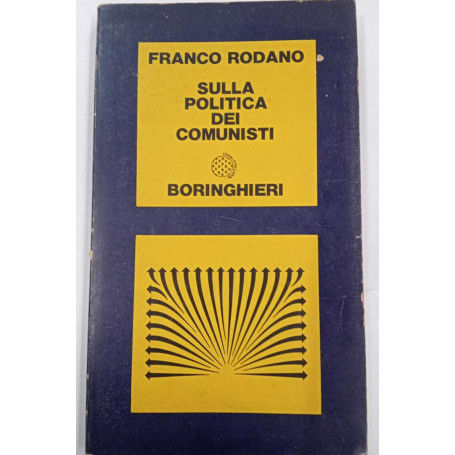 FRANCO RODANO
SULLA
POLITICA
DEI
COMUNISTI
BORINGHIERI